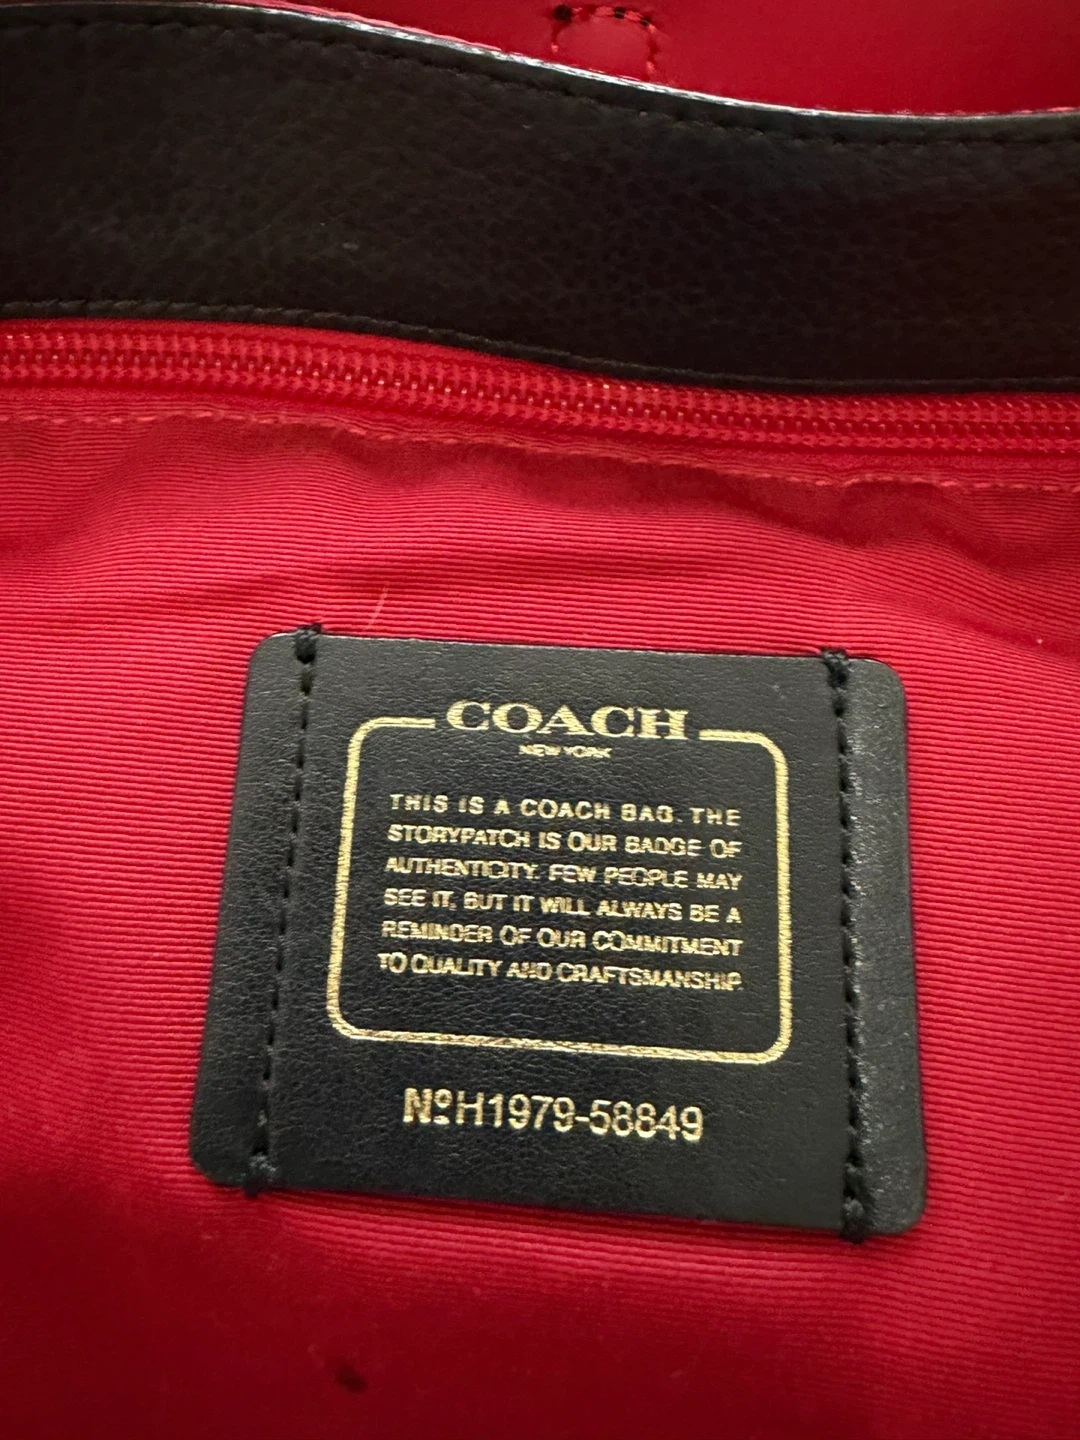 COACH
NEW YORK
THIS IS A COACH BAG. THE
STORYPATCH IS OUR BADGE OF
AUTHENTICITY. FEW PEOPLE MAY
SEE IT, BUT IT WILL ALWAYS BE A
REMINDER OF OUR COMMITMENT
TO QUALITY AND CRAFTSMANSHIP.
NºH1979-58849